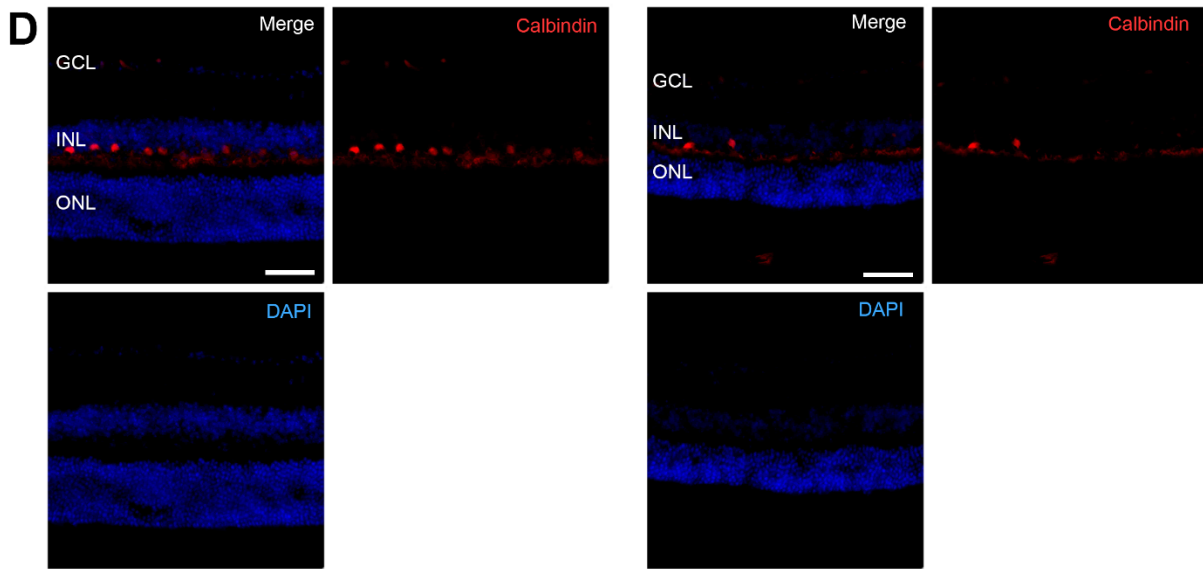 D
Merge
Calbindin
GCL
INL
ONL
DAPI
Merge
Calbindin
GCL
INL
ONL
DAPI